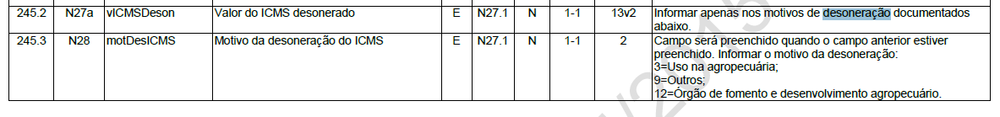 245.2 N27a vICMSDeson Valor do ICMS desonerado E N27.1 N 1-1 13v2 Informar apenas nos motivos de desoneração documentados
abaixo.
245.3 N28 motDesICMS Motivo da desoneração do ICMS E N27.1 N 1-1 2 Campo será preenchido quando o campo anterior estiver
preenchido. Informar o motivo da desoneração:
3=Uso na agropecuária;
9=Outros;
12=Órgão de fomento e desenvolvimento agropecuário.